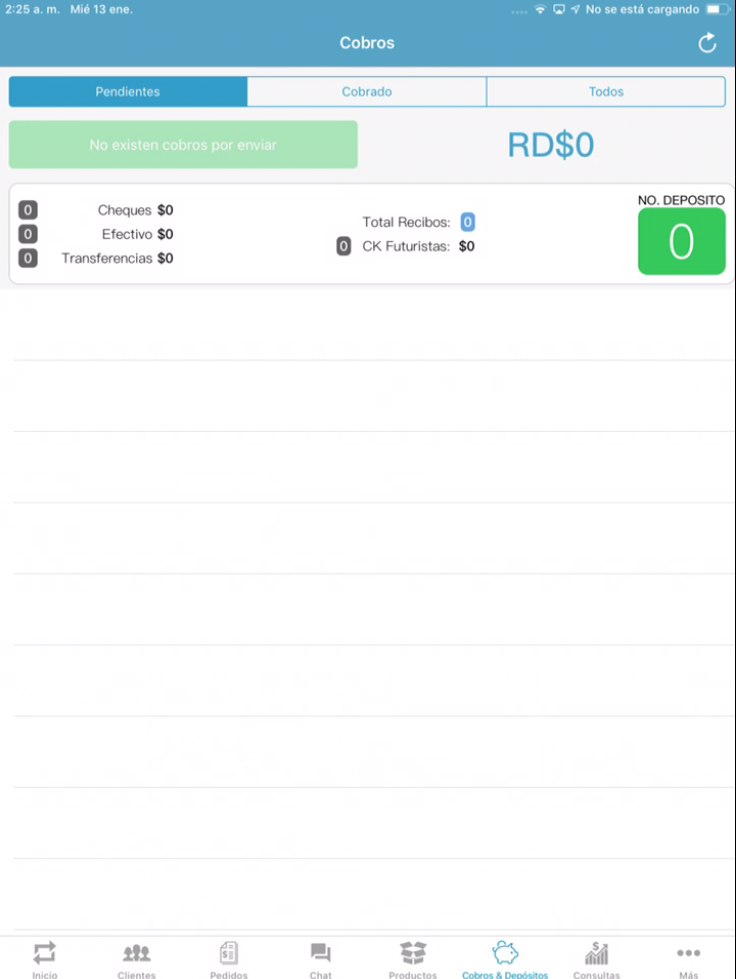 2:25 a. m. Mié 13 ene.
No se está cargando
Cobros
Pendientes
Cobrado
Todos
No existen cobros por enviar
RD$0
0 Cheques $0
0 Efectivo $0
0 Transferencias $0
Total Recibos: 0
0 CK Futuristas: $0
NO. DEPOSITO
0
Inicio
Clientes
Pedidos
Chat
Productos
Cobros & Depósitos
Consultas
Más